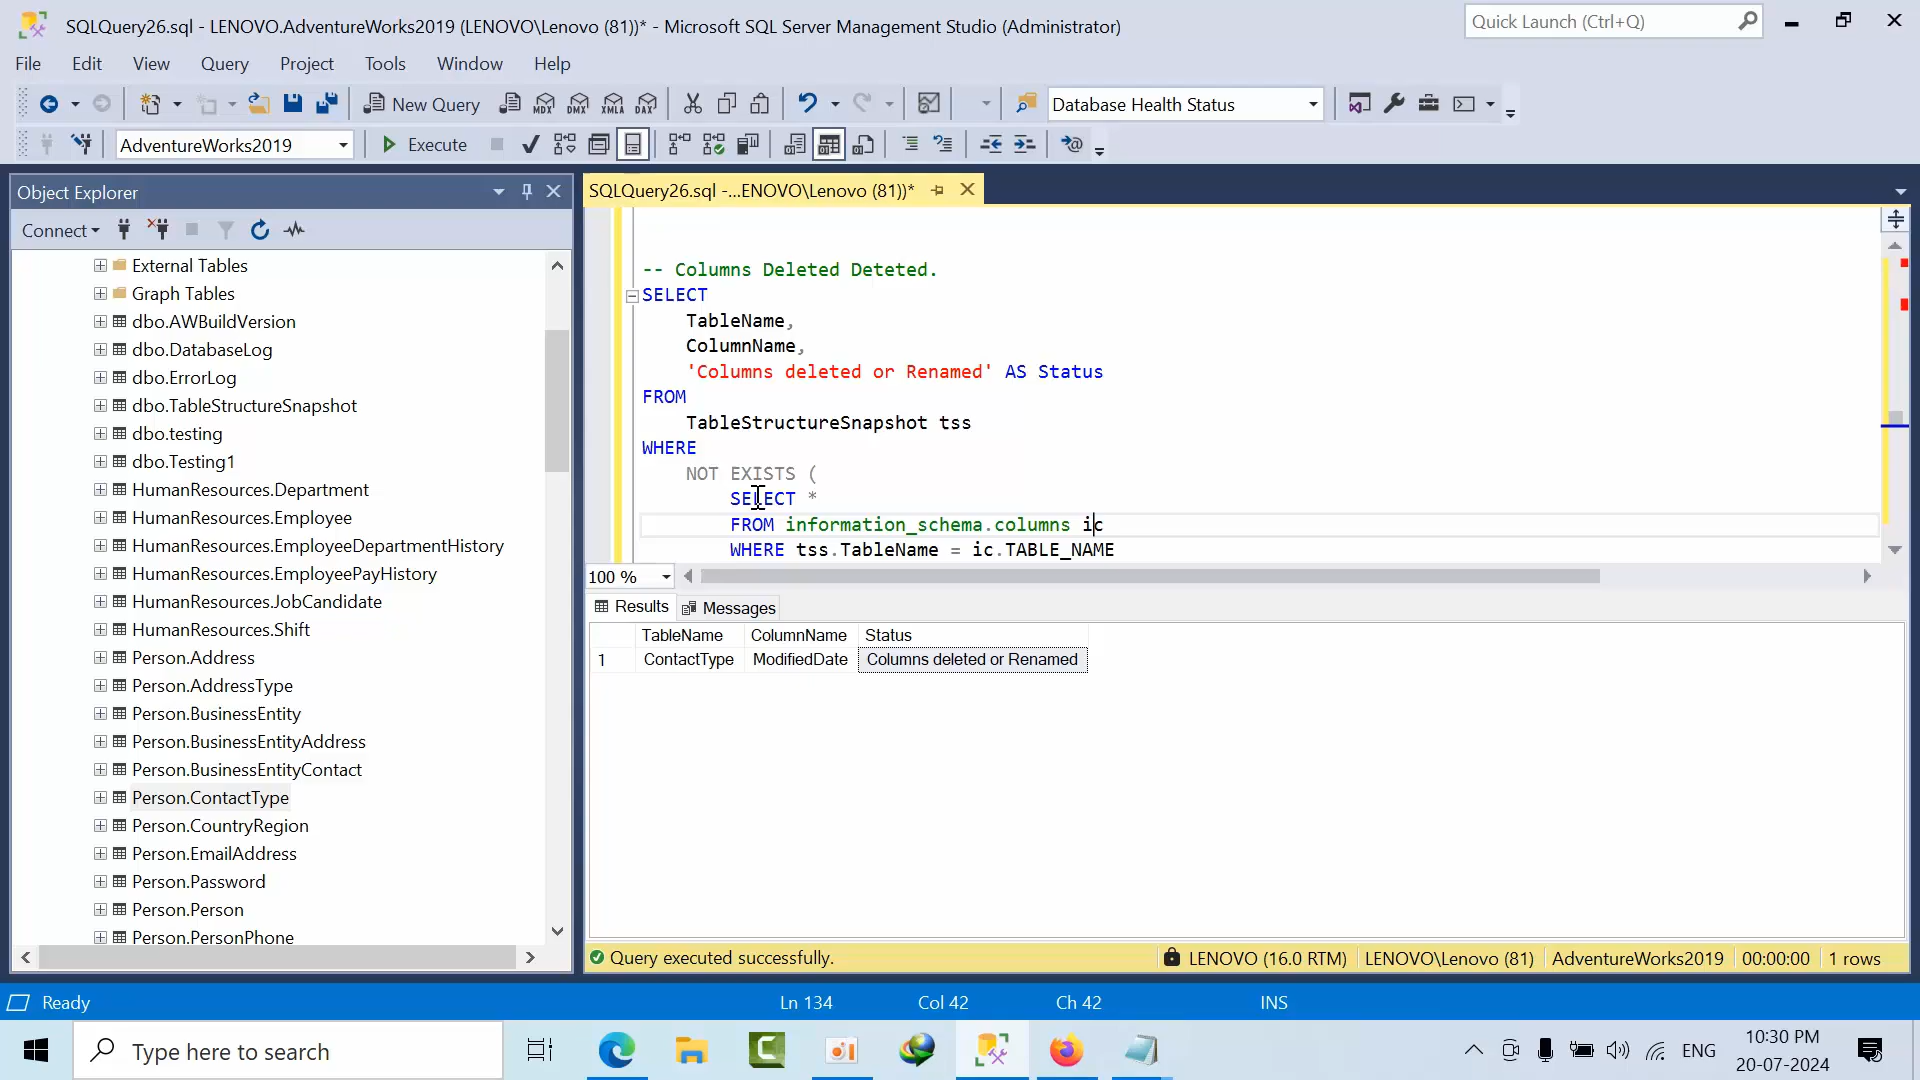 SQLQuery26.sql - LENOVO.AdventureWorks2019 (LENOVO\Lenovo (81))* - Microsoft SQL Server Management Studio (Administrator)
Quick Launch (Ctrl+Q)
File Edit View Query Project Tools Window Help
New Query MDX DMX XMLA DAX Database Health Status
AdventureWorks2019 Execute
Object Explorer
SQLQuery26.sql -...ENOVO\Lenovo (81))*
Connect
External Tables
Graph Tables
dbo.AWBuildVersion
dbo.DatabaseLog
dbo.ErrorLog
dbo.TableStructureSnapshot
dbo.testing
dbo.Testing1
HumanResources.Department
HumanResources.Employee
HumanResources.EmployeeDepartmentHistory
HumanResources.EmployeePayHistory
HumanResources.JobCandidate
HumanResources.Shift
Person.Address
Person.AddressType
Person.BusinessEntity
Person.BusinessEntityAddress
Person.BusinessEntityContact
Person.ContactType
Person.CountryRegion
Person.EmailAddress
Person.Password
Person.Person
Person.PersonPhone
-- Columns Deleted Deteted.
SELECT
TableName,
ColumnName,
'Columns deleted or Renamed' AS Status
FROM
TableStructureSnapshot tss
WHERE
NOT EXISTS (
SELECT *
FROM information_schema.columns ic
WHERE tss.TableName = ic.TABLE_NAME
100 %
Results Messages
TableName ColumnName Status
1 ContactType ModifiedDate Columns deleted or Renamed
Query executed successfully.
LENOVO (16.0 RTM) LENOVO\Lenovo (81) AdventureWorks2019 00:00:00 1 rows
Ready Ln 134 Col 42 Ch 42 INS
Type here to search
ENG
10:30 PM
20-07-2024